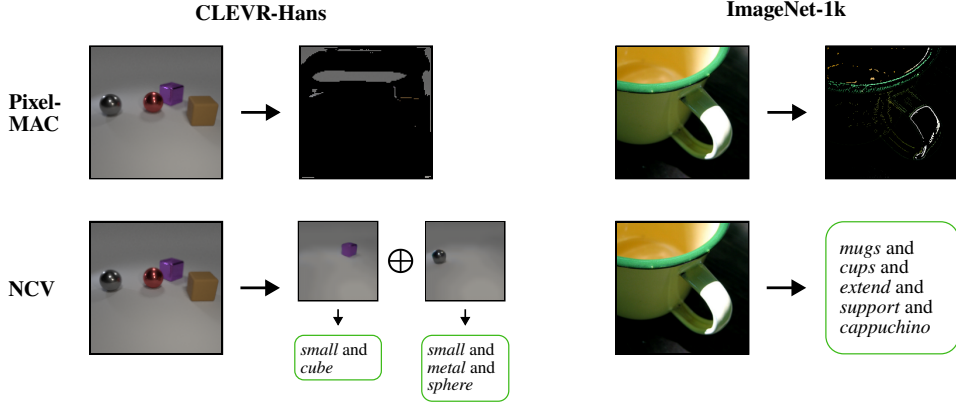 CLEVR-Hans
ImageNet-1k
Pixel-
MAC
NCV
small and
cube
small and
metal and
sphere
mugs and
cups and
extend and
support and
cappuchino